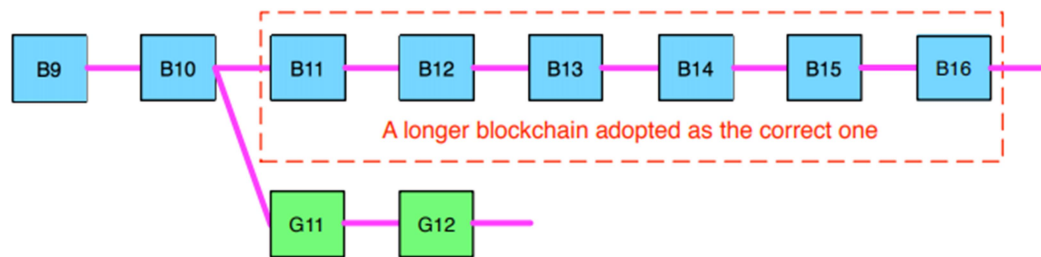 B9 B10 B11 B12 B13 B14 B15 B16
A longer blockchain adopted as the correct one
G11 G12